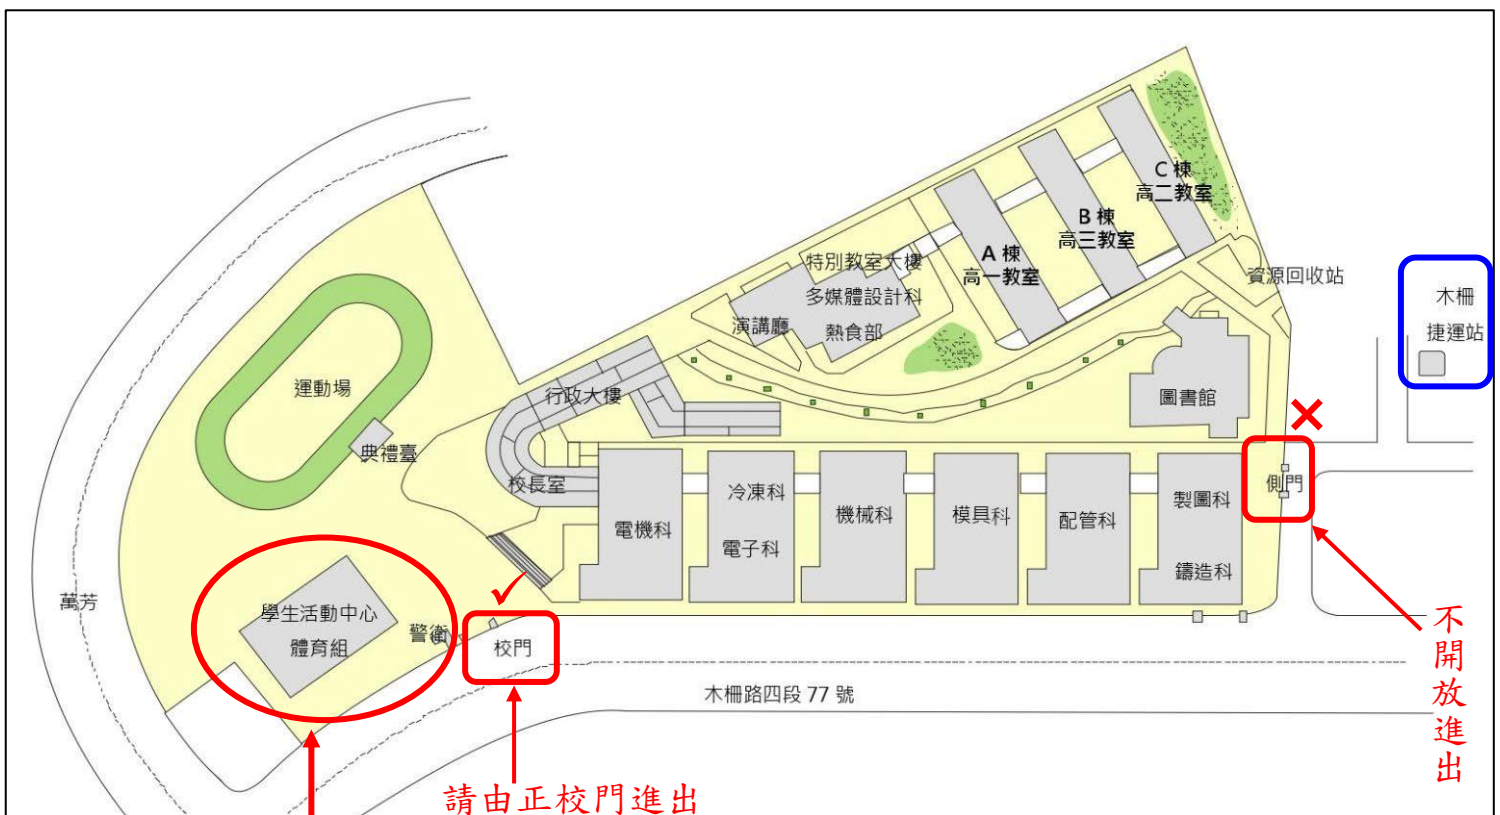 C 棟
高二教室
B 棟
高三教室
A 棟
高一教室
特別教室大樓
多媒體設計科
熱食部
演講廳
資源回收站
木柵
捷運站
運動場
典禮臺
行政大樓
校長室
圖書館
側門
電機科
冷凍科
電子科
機械科
模具科
配管科
製圖科
鑄造科
萬芳
學生活動中心
體育組
警衛
校門
木柵路四段 77 號
不開放進出
請由正校門進出